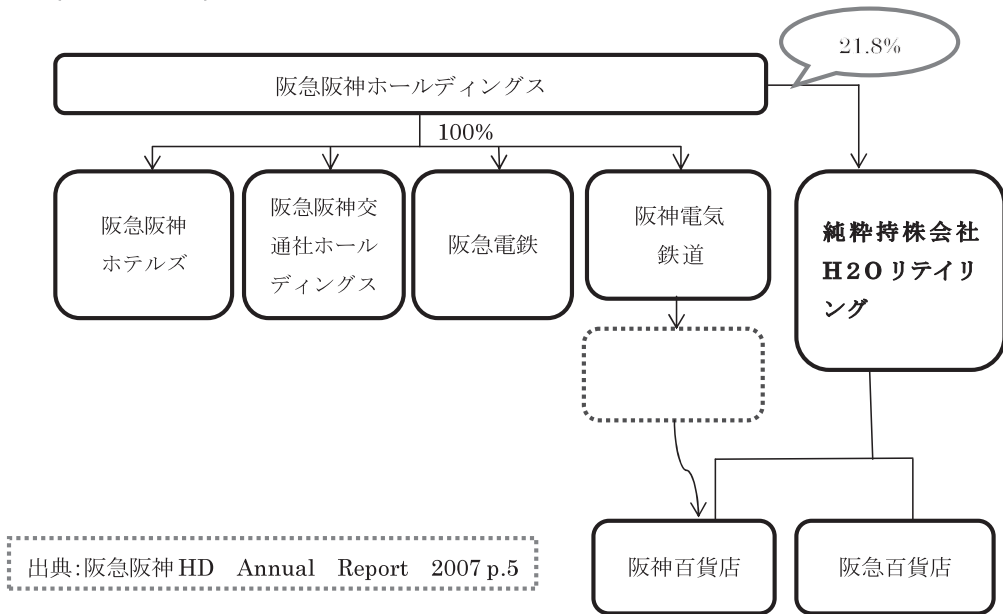 21.8%
阪急阪神ホールディングス
100%
阪急阪神
ホテルズ
阪急阪神交
通社ホール
ディングス
阪急電鉄
阪神電気
鉄道
純粋持株会社
H2Oリテイリ
ング
阪神百貨店
阪急百貨店
出典:阪急阪神HD Annual Report 2007 p.5